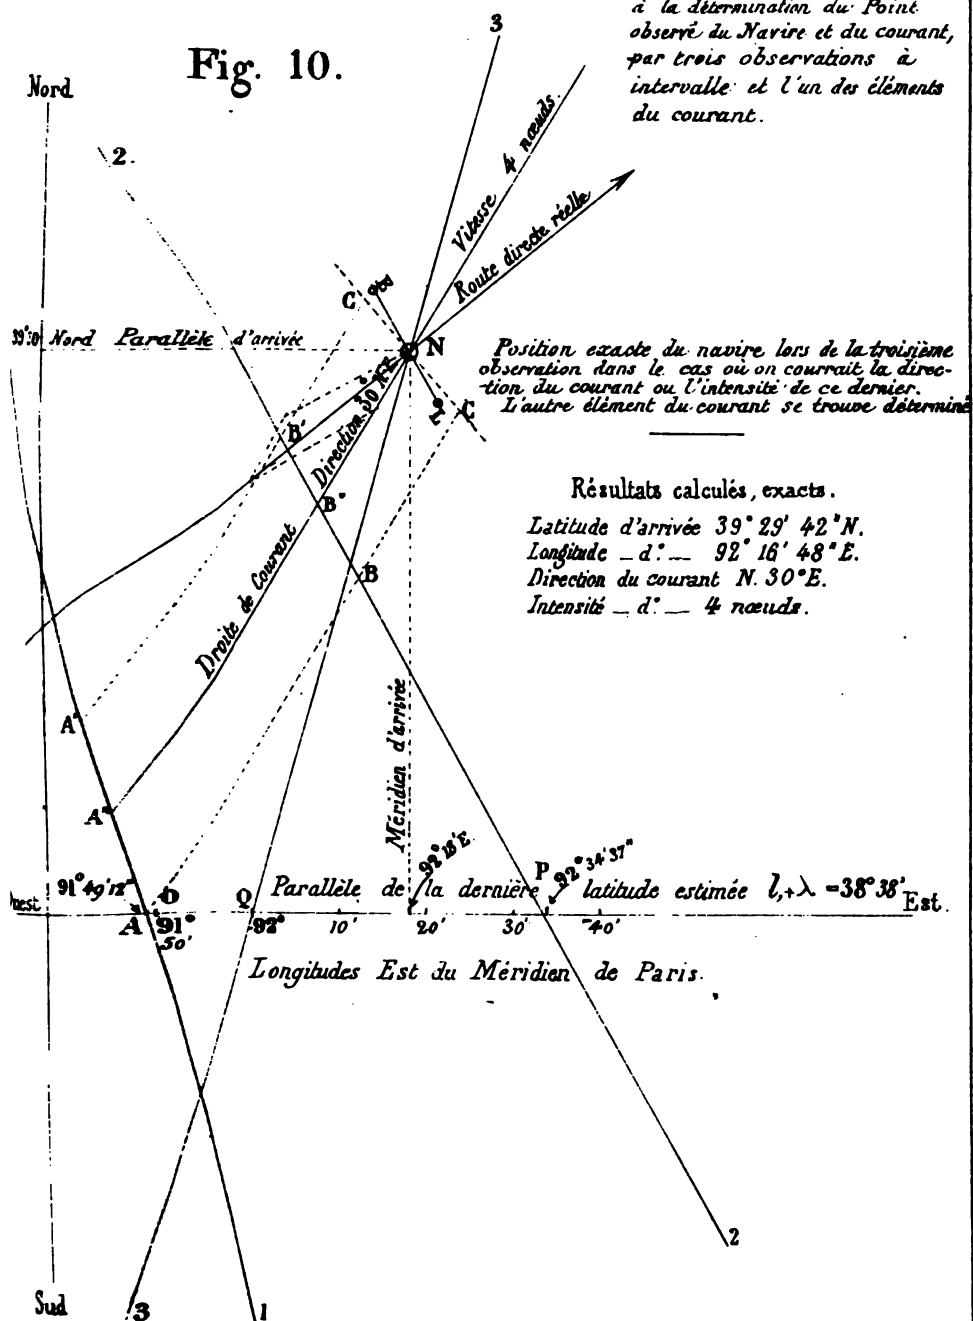 à la détermination du Point
observé du Navire et du courant,
par trois observations à
intervalle et l'un des éléments
du courant.
Fig. 10.
Nord
3
2.
Vitesse 4 nœuds.
Route directe réelle
C
39°30' Nord Parallèle d'arrivée
N
Position exacte du navire lors de la troisième
observation dans le cas où on courrait la direc-
-tion du courant ou l'intensité de ce dernier.
L'autre élément du courant se trouve déterminé
C
Direction 30° N-E
B'
B"
B
Droite de Courant
Résultats calculés, exacts.
Latitude d'arrivée 39° 29' 42" N.
Longitude _ d.° _ 92° 16' 48" E.
Direction du courant N. 30° E.
Intensité _ d.° _ 4 nœuds.
Méridien d'arrivée
A"
91° 49' 12"
O
Q
92° 18' E.
P
92° 34' 37"
Parallèle de la dernière latitude estimée l,+λ = 38° 38'
Est.
A
91°
50'
92°
10'
20'
30'
40'
Longitudes Est du Méridien de Paris.
2
Sud
3
1